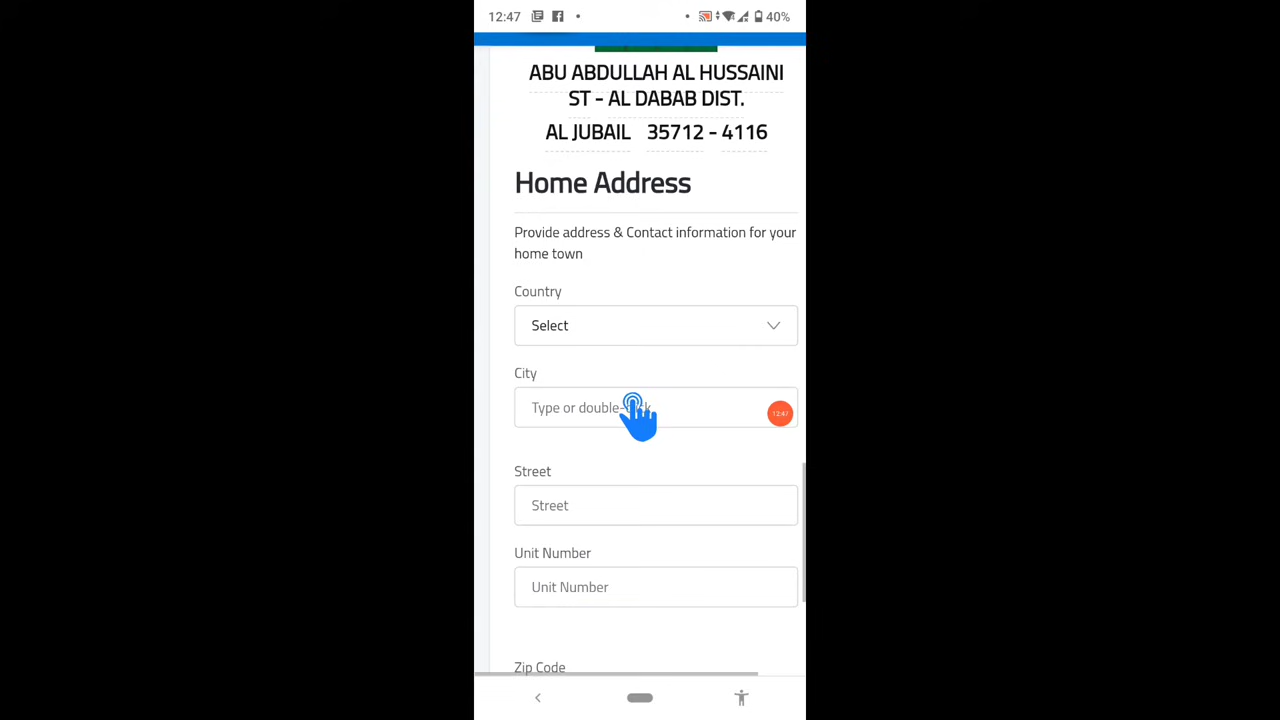 12:47
40%
ABU ABDULLAH AL HUSSAINI
ST - AL DABAB DIST.
AL JUBAIL 35712 - 4116
Home Address
Provide address & Contact information for your
home town
Country
Select
City
Type or double-
12:47
Street
Street
Unit Number
Unit Number
Zip Code